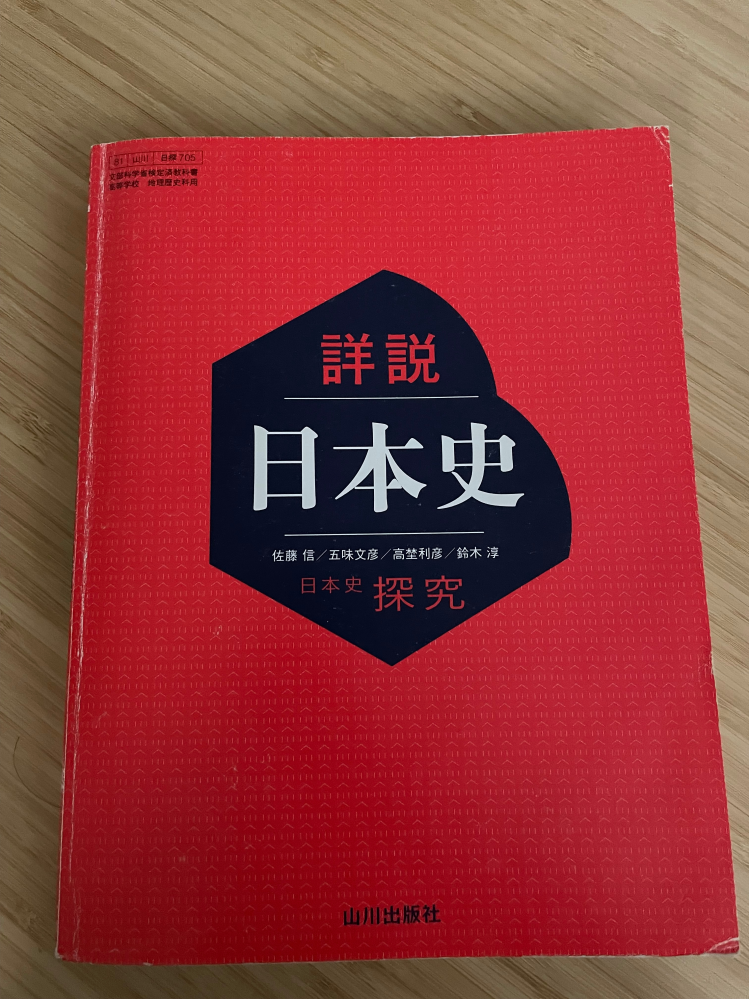 81 山川 日探705
文部科学省検定済教科書
高等学校 地理歴史科用
詳説
日本史
佐藤 信／五味文彦／高埜利彦／鈴木 淳
日本史 探究
山川出版社